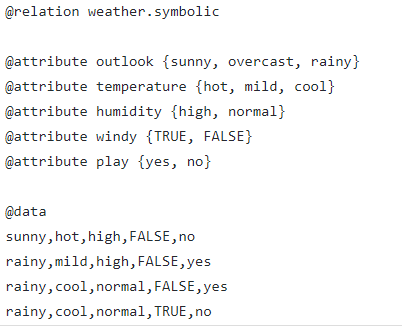 @relation weather.symbolic
@attribute outlook {sunny, overcast, rainy}
@attribute temperature {hot, mild, cool}
@attribute humidity {high, normal}
@attribute windy {TRUE, FALSE}
@attribute play {yes, no}
@data
sunny,hot,high,FALSE,no
rainy,mild,high,FALSE,yes
rainy,cool,normal,FALSE,yes
rainy,cool,normal,TRUE,no